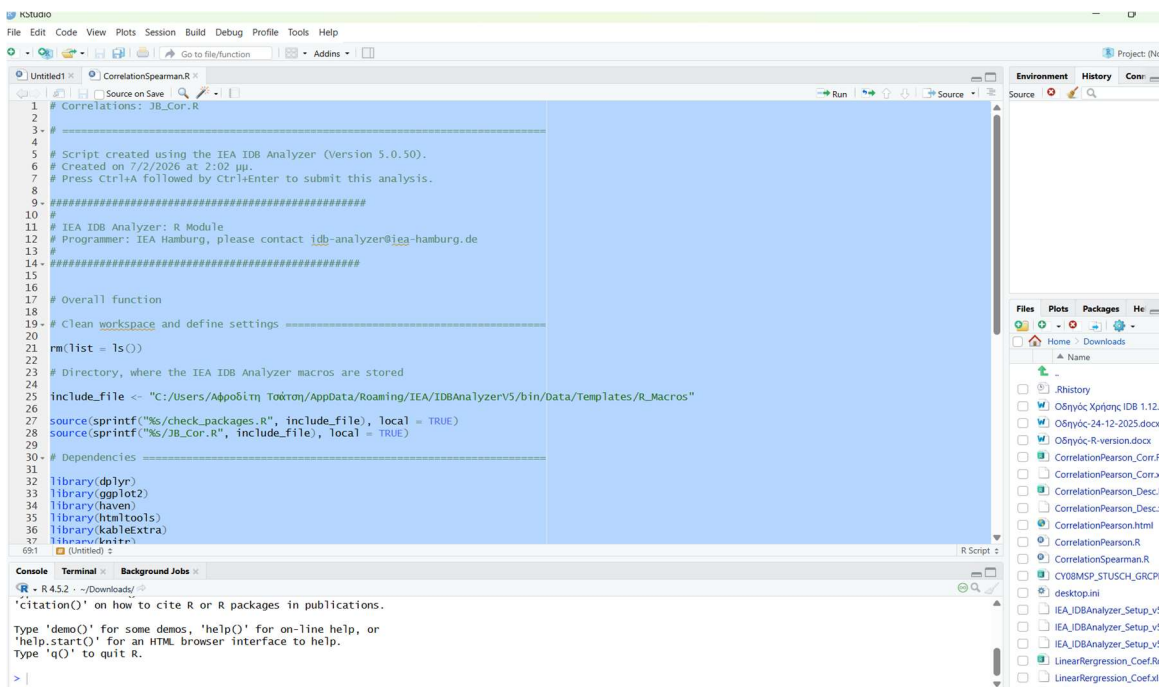 RStudio
File Edit Code View Plots Session Build Debug Profile Tools Help
Go to file/function Addins Project: (No
Untitled1 CorrelationSpearman.R
Source on Save Run Source
1 # Correlations: JB_Cor.R
2
3 # ==============================================================================
4
5 # Script created using the IEA IDB Analyzer (Version 5.0.50).
6 # Created on 7/2/2026 at 2:02 μμ.
7 # Press Ctrl+A followed by Ctrl+Enter to submit this analysis.
8
9 ###################################################
10 #
11 # IEA IDB Analyzer: R Module
12 # Programmer: IEA Hamburg, please contact idb-analyzer@iea-hamburg.de
13 #
14 ##################################################
15
16
17 # Overall function
18
19 # Clean workspace and define settings ==========================================
20
21 rm(list = ls())
22
23 # Directory, where the IEA IDB Analyzer macros are stored
24
25 include_file <- "C:/Users/Αφροδίτη Τσάτση/AppData/Roaming/IEA/IDBAnalyzerV5/bin/Data/Templates/R_Macros"
26
27 source(sprintf("%s/check_packages.R", include_file), local = TRUE)
28 source(sprintf("%s/JB_Cor.R", include_file), local = TRUE)
29
30 # Dependencies =================================================================
31
32 library(dplyr)
33 library(ggplot2)
34 library(haven)
35 library(htmltools)
36 library(kableExtra)
37 library(knitr)
69:1 (Untitled) R Script
Console Terminal Background Jobs
R 4.5.2 · ~/Downloads/
'citation()' on how to cite R or R packages in publications.
Type 'demo()' for some demos, 'help()' for on-line help, or
'help.start()' for an HTML browser interface to help.
Type 'q()' to quit R.
>
Environment History Conn
Source
Files Plots Packages Hel
Home Downloads
Name
..
.Rhistory
Οδηγός Χρήσης IDB 1.12.
Οδηγός-24-12-2025.docx
Οδηγός-R-version.docx
CorrelationPearson_Corr.R
CorrelationPearson_Corr.x
CorrelationPearson_Desc.
CorrelationPearson_Desc.
CorrelationPearson.html
CorrelationPearson.R
CorrelationSpearman.R
CY08MSP_STUSCH_GRCP
desktop.ini
IEA_IDBAnalyzer_Setup_v5
IEA_IDBAnalyzer_Setup_v5
IEA_IDBAnalyzer_Setup_v5
LinearRergression_Coef.R
LinearRergression_Coef.xl